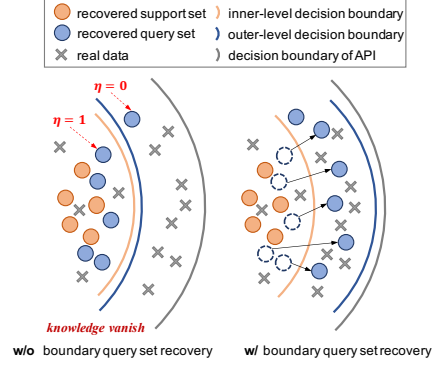 recovered support set
inner-level decision boundary
recovered query set
outer-level decision boundary
real data
decision boundary of API
η = 0
η = 1
knowledge vanish
w/o boundary query set recovery
w/ boundary query set recovery